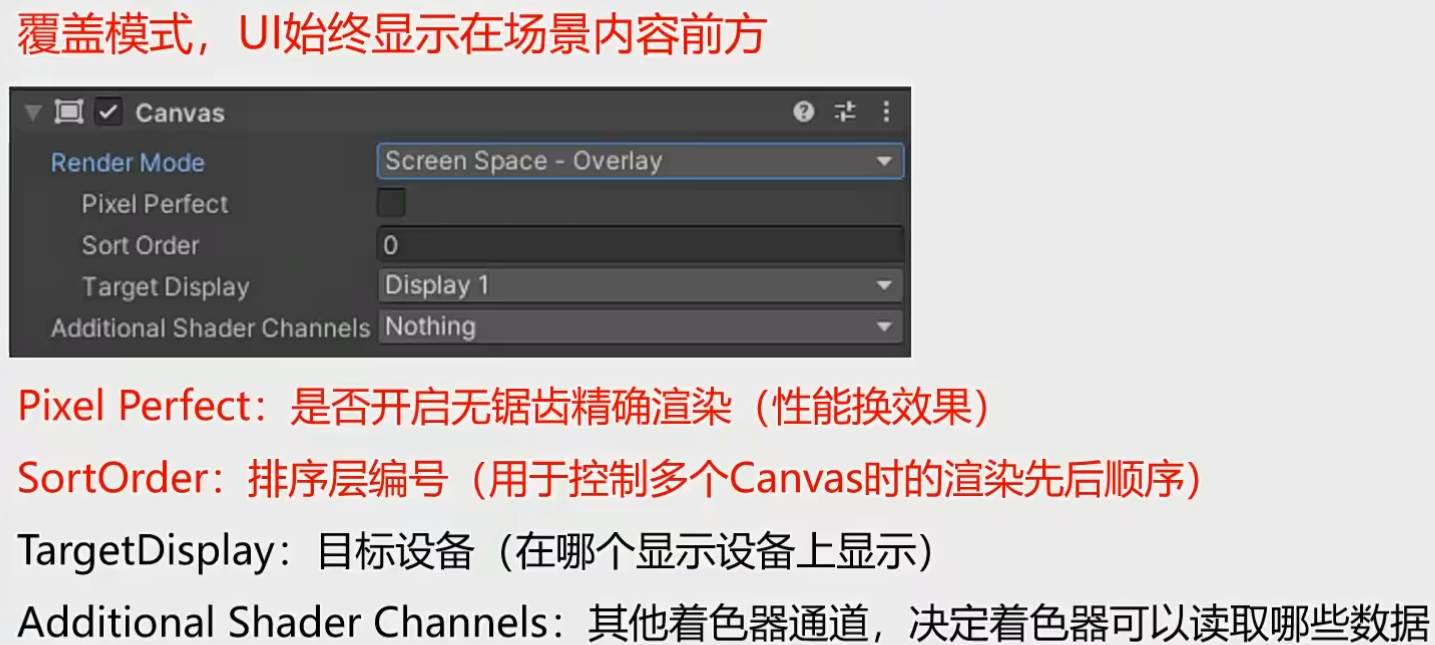 覆盖模式，UI始终显示在场景内容前方
Canvas
Render Mode Screen Space - Overlay
Pixel Perfect
Sort Order 0
Target Display Display 1
Additional Shader Channels Nothing
Pixel Perfect：是否开启无锯齿精确渲染（性能换效果）
SortOrder：排序层编号（用于控制多个Canvas时的渲染先后顺序）
TargetDisplay：目标设备（在哪个显示设备上显示）
Additional Shader Channels：其他着色器通道，决定着色器可以读取哪些数据